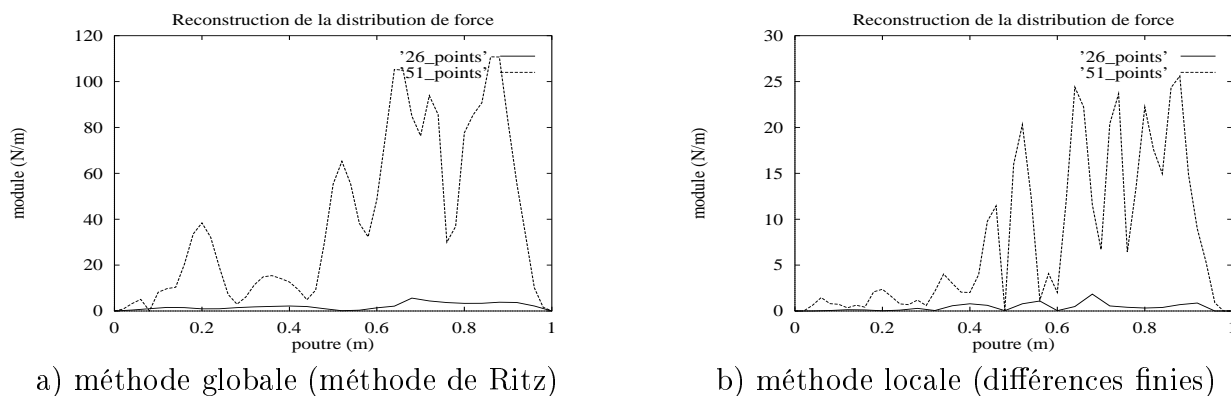 Reconstruction de la distribution de force
120
100
80
60
40
20
0
module (N/m)
'26_points'
'51_points'
0 0.2 0.4 0.6 0.8 1
poutre (m)
a) méthode globale (méthode de Ritz)
Reconstruction de la distribution de force
30
25
20
15
10
5
0
module (N/m)
'26_points'
'51_points'
0 0.2 0.4 0.6 0.8 1
poutre (m)
b) méthode locale (différences finies)